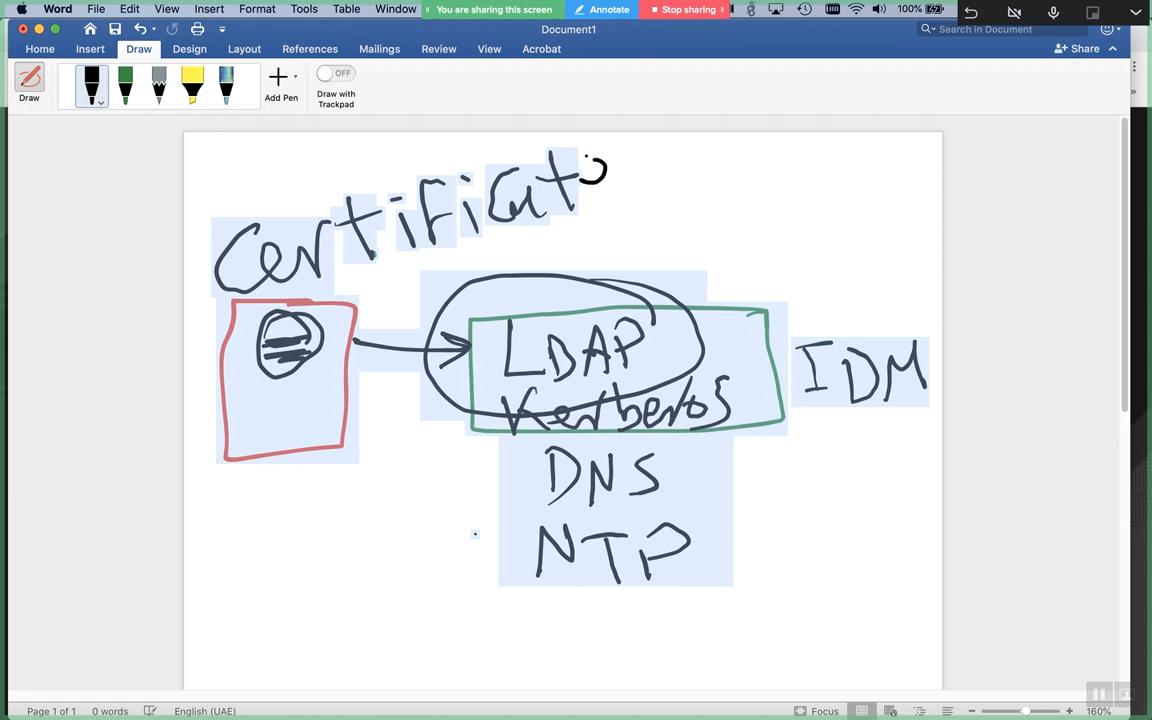 Word File Edit View Insert Format Tools Table Window You are sharing this screen Annotate Stop sharing 100%
Document1
Search in Document
Home Insert Draw Design Layout References Mailings Review View Acrobat Share
OFF
Draw Add Pen Draw with
Trackpad
Certificat
LDAP
Kerberos
IDM
DNS
NTP
Page 1 of 1 0 words English (UAE) Focus 160%